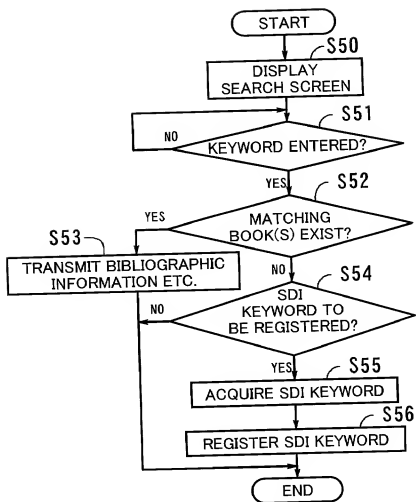 START
S50
DISPLAY
SEARCH SCREEN
S51
NO
KEYWORD ENTERED?
YES
S52
YES
MATCHING
BOOK(S) EXIST?
S53
TRANSMIT BIBLIOGRAPHIC
INFORMATION ETC.
NO
S54
NO
SDI
KEYWORD TO
BE REGISTERED?
YES
S55
ACQUIRE SDI KEYWORD
S56
REGISTER SDI KEYWORD
END